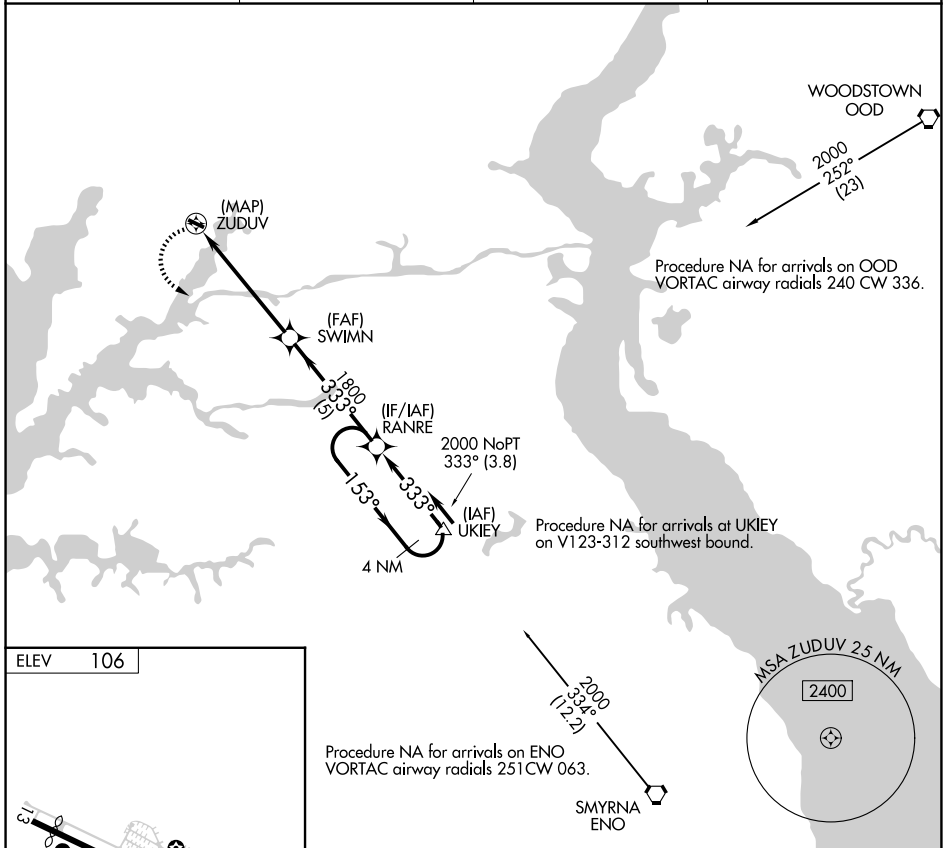 WOODSTOWN
OOD
2000
252°
(23)
(MAP)
ZUDUV
Procedure NA for arrivals on OOD
VORTAC airway radials 240 CW 336.
(FAF)
SWIMN
1800
333°
(5)
(IF/IAF)
RANRE
2000 NoPT
333° (3.8)
153°
333°
(IAF)
UKIEY
Procedure NA for arrivals at UKIEY
on V123-312 southwest bound.
4 NM
ELEV 106
MSA ZUDUV 25 NM
2400
2000
334°
(12.2)
Procedure NA for arrivals on ENO
VORTAC airway radials 251CW 063.
SMYRNA
ENO
13